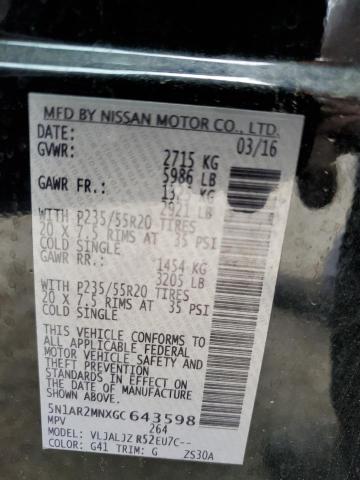 MFD BY NISSAN MOTOR CO., LTD.
DATE: 03/16
GVWR: 2715 KG
5986 LB
GAWR FR: KG
2921 LB
WITH P235/55R20 TIRES
20 X 7.5 RIMS AT 35 PSI
COLD SINGLE
GAWR RR: 1454 KG
3205 LB
WITH P235/55R20 TIRES
20 X 7.5 RIMS AT 35 PSI
COLD SINGLE
THIS VEHICLE CONFORMS TO
ALL APPLICABLE FEDERAL
MOTOR VEHICLE SAFETY AND
THEFT PREVENTION STANDARDS
IN EFFECT ON THE DATE OF
MANUFACTURE SHOWN ABOVE.
5N1AR2MNXGC643598
MPV 264
MODEL: VLJALJZ R52EU7C--
COLOR: G41 TRIM: G ZS30A